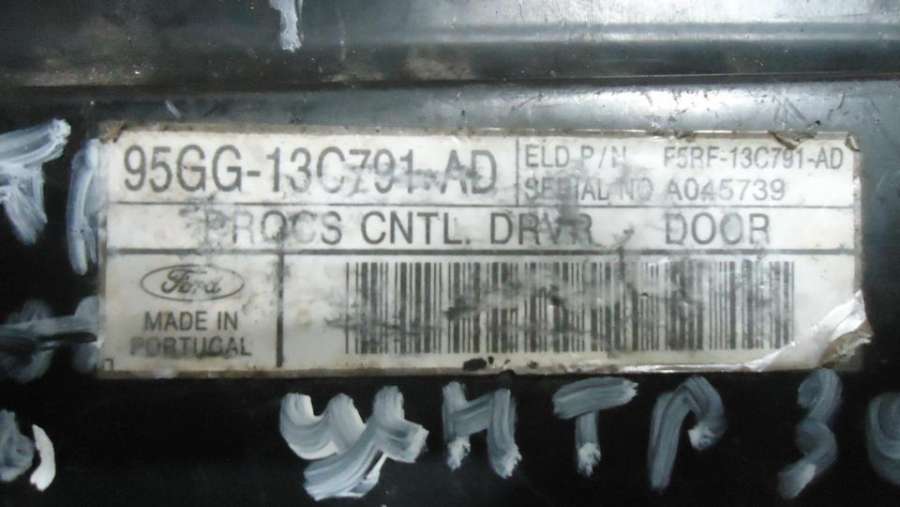 95GG-13C791-AD
ELD P/N F5RF-13C791-AD
SERIAL NO A045739
PROCS CNTL. DRVR DOOR
Ford
MADE IN
PORTUGAL